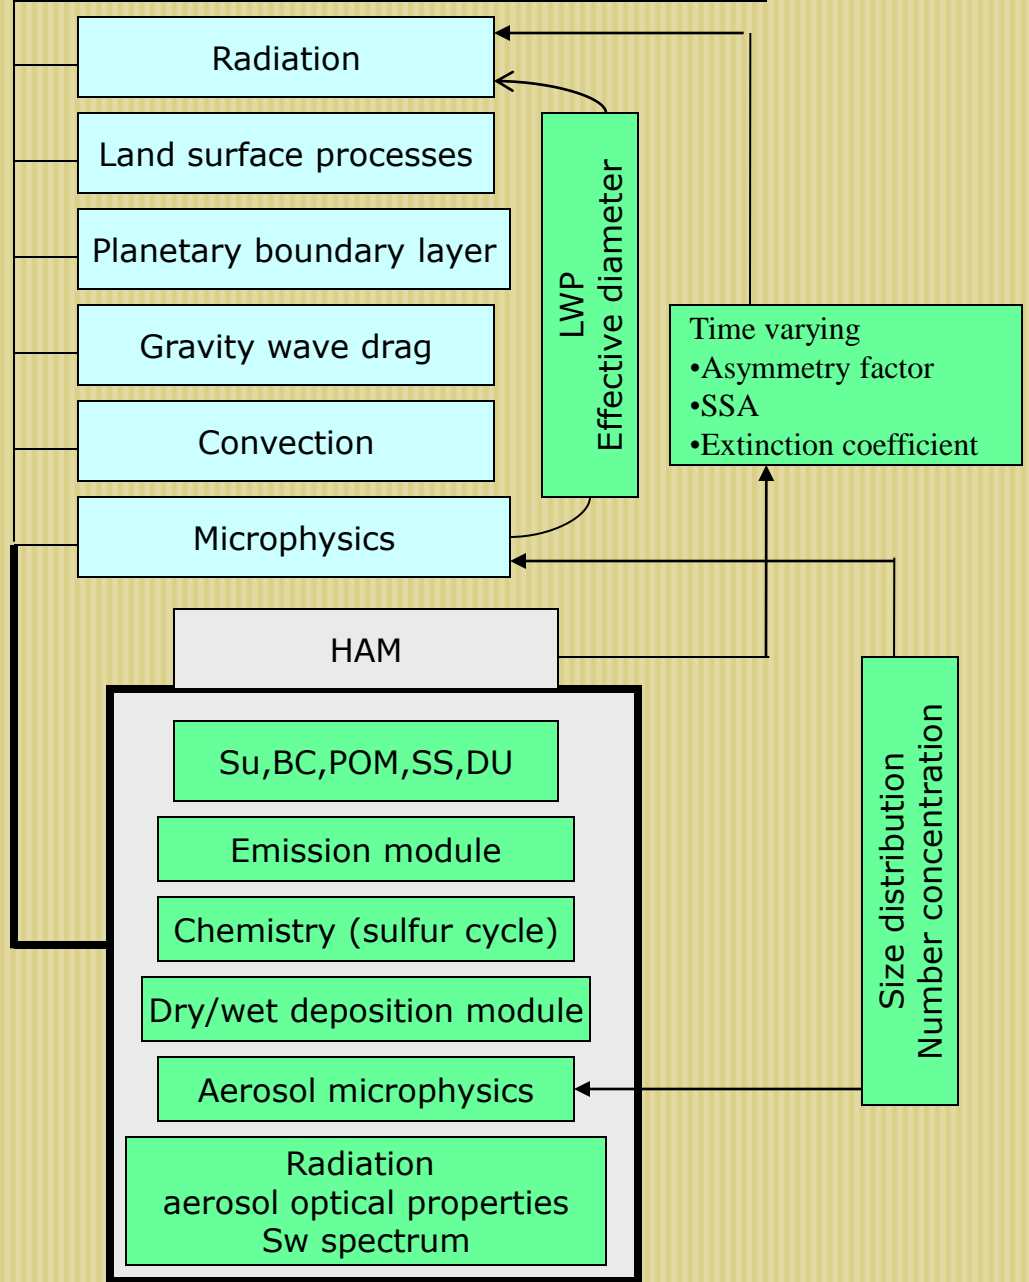 Radiation
Land surface processes
Planetary boundary layer
Gravity wave drag
Convection
Microphysics
LWP
Effective diameter
Time varying
•Asymmetry factor
•SSA
•Extinction coefficient
HAM
Su,BC,POM,SS,DU
Emission module
Chemistry (sulfur cycle)
Dry/wet deposition module
Aerosol microphysics
Radiation
aerosol optical properties
Sw spectrum
Size distribution
Number concentration